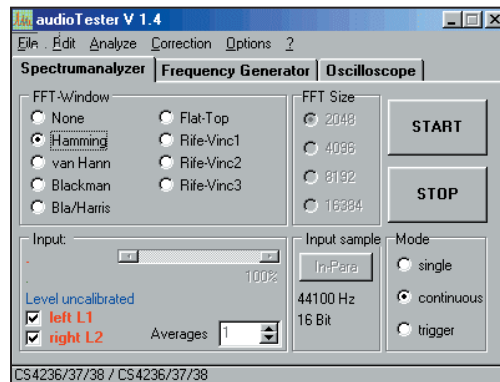 audioTester V 1.4
File Edit Analyze Correction Options ?
Spectrumanalyzer Frequency Generator Oscilloscope
FFT-Window
None
Hamming
van Hann
Blackman
Bla/Harris
Flat-Top
Rife-Vinc1
Rife-Vinc2
Rife-Vinc3
FFT Size
2048
4096
8192
16384
START
STOP
Input:
100%
Level uncalibrated
left L1
right L2
Averages 1
Input sample
In-Para
44100 Hz
16 Bit
Mode
single
continuous
trigger
CS4236/37/38 / CS4236/37/38